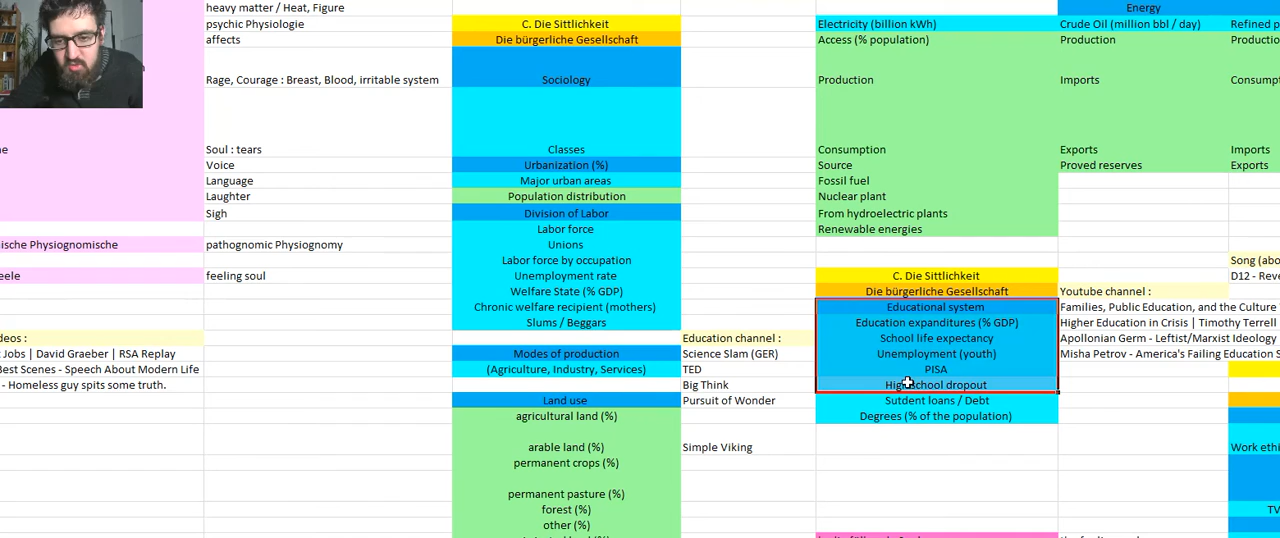 heavy matter / Heat, Figure
Energy
psychic Physiologie
C. Die Sittlichkeit
Electricity (billion kWh)
Crude Oil (million bbl / day)
Refined p
affects
Die bürgerliche Gesellschaft
Access (% population)
Production
Productio
Rage, Courage : Breast, Blood, irritable system
Sociology
Production
Imports
Consumpt
ne
Soul : tears
Classes
Consumption
Exports
Imports
Voice
Urbanization (%)
Source
Proved reserves
Exports
Language
Major urban areas
Fossil fuel
Laughter
Population distribution
Nuclear plant
Sigh
Division of Labor
From hydroelectric plants
Labor force
Renewable energies
ische Physiognomische
pathognomic Physiognomy
Unions
Labor force by occupation
Song (abo
eele
feeling soul
Unemployment rate
C. Die Sittlichkeit
D12 - Reve
Welfare State (% GDP)
Die bürgerliche Gesellschaft
Youtube channel :
Chronic welfare recipient (mothers)
Educational system
Families, Public Education, and the Culture
Slums / Beggars
Education expanditures (% GDP)
Higher Education in Crisis | Timothy Terrell
deos :
Education channel :
School life expectancy
Apollonian Germ - Leftist/Marxist Ideology
Jobs | David Graeber | RSA Replay
Modes of production
Science Slam (GER)
Unemployment (youth)
Misha Petrov - America's Failing Education S
Best Scenes - Speech About Modern Life
(Agriculture, Industry, Services)
TED
PISA
- Homeless guy spits some truth.
Big Think
High school dropout
Land use
Pursuit of Wonder
Sutdent loans / Debt
agricultural land (%)
Degrees (% of the population)
arable land (%)
Simple Viking
Work ethi
permanent crops (%)
permanent pasture (%)
forest (%)
TV
other (%)